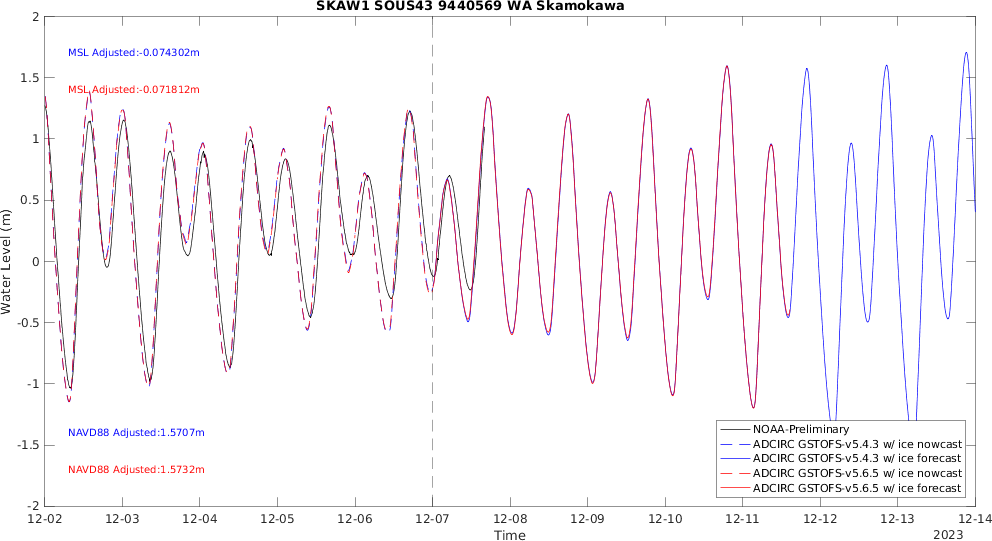 SKAW1 SOUS43 9440569 WA Skamokawa
2
1.5
1
0.5
0
-0.5
-1
-1.5
-2
Water Level (m)
MSL Adjusted:-0.074302m
MSL Adjusted:-0.071812m
NAVD88 Adjusted:1.5707m
NAVD88 Adjusted:1.5732m
NOAA-Preliminary
ADCIRC GSTOFS-v5.4.3 w/ ice nowcast
ADCIRC GSTOFS-v5.4.3 w/ ice forecast
ADCIRC GSTOFS-v5.6.5 w/ ice nowcast
ADCIRC GSTOFS-v5.6.5 w/ ice forecast
12-02 12-03 12-04 12-05 12-06 12-07 12-08 12-09 12-10 12-11 12-12 12-13 12-14
Time
2023